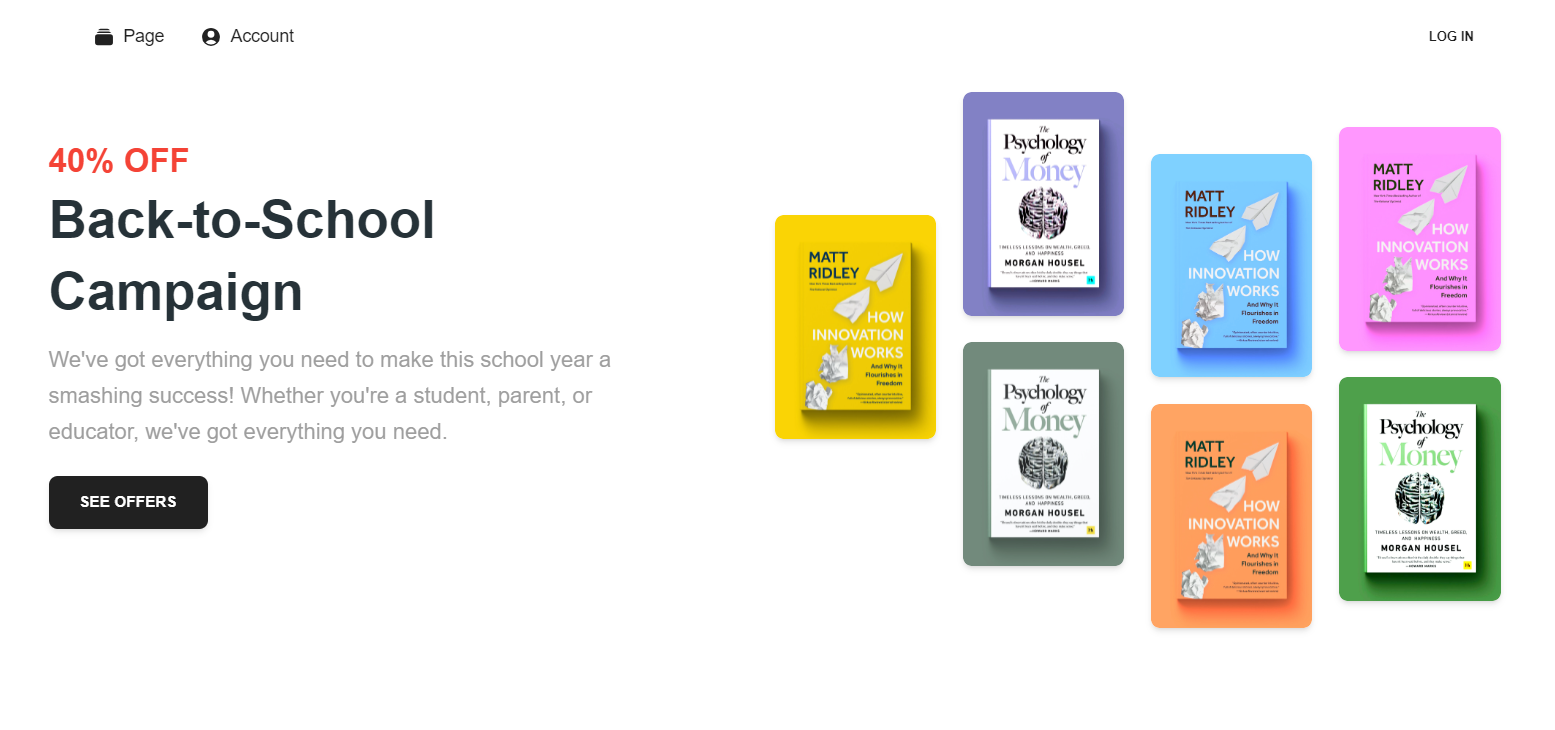 Page
Account
LOG IN
40% OFF
Back-to-School
Campaign
We've got everything you need to make this school year a
smashing success! Whether you're a student, parent, or
educator, we've got everything you need.
SEE OFFERS
MATT
RIDLEY
HOW
INNOVATION
WORKS
And Why It
Flourishes in
Freedom
The
Psychology
of
Money
TIMELESS LESSONS ON WEALTH, GREED,
AND HAPPINESS
MORGAN HOUSEL
The
Psychology
of
Money
TIMELESS LESSONS ON WEALTH, GREED,
AND HAPPINESS
MORGAN HOUSEL
MATT
RIDLEY
HOW
INNOVATION
WORKS
And Why It
Flourishes in
Freedom
MATT
RIDLEY
HOW
INNOVATION
WORKS
And Why It
Flourishes in
Freedom
MATT
RIDLEY
HOW
INNOVATION
WORKS
And Why It
Flourishes in
Freedom
The
Psychology
of
Money
TIMELESS LESSONS ON WEALTH, GREED,
AND HAPPINESS
MORGAN HOUSEL